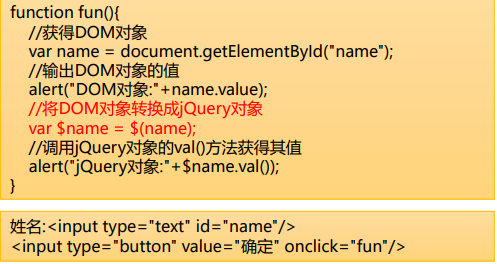 function fun(){
//获得DOM对象
var name = document.getElementById("name");
//输出DOM对象的值
alert("DOM对象:"+name.value);
//将DOM对象转换成jQuery对象
var $name = $(name);
//调用jQuery对象的val()方法获得其值
alert("jQuery对象:"+$name.val());
}
姓名:<input type="text" id="name"/>
<input type="button" value="确定" onclick="fun"/>